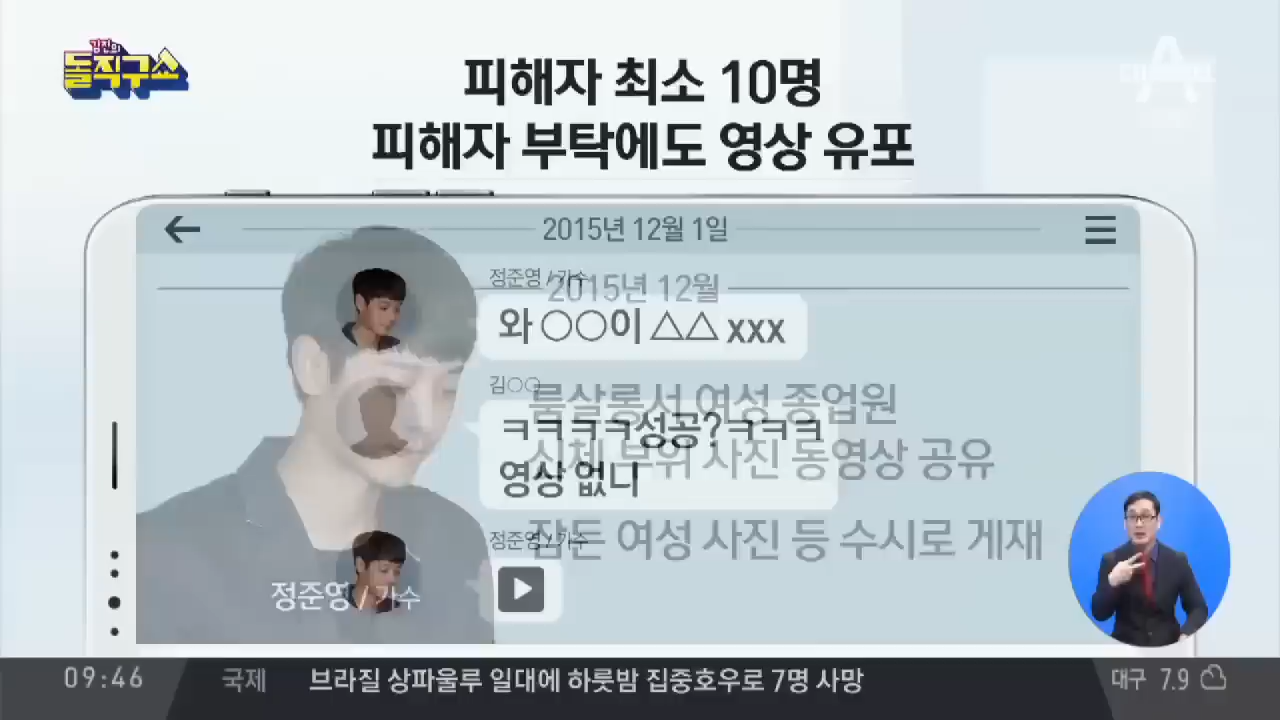 김진의
돌직구쇼
피해자 최소 10명
피해자 부탁에도 영상 유포
2015년 12월 1일
정준영 / 가수
2015년 12월
와 ○○이 △△ xxx
김○○
룸살롱서 여성 종업원
ㅋㅋㅋㅋ성공?ㅋㅋㅋ
신체 부위 사진 동영상 공유
영상 없니
정준영 / 가수
잠든 여성 사진 등 수시로 게재
정준영 / 가수
09:46 국제 브라질 상파울루 일대에 하룻밤 집중호우로 7명 사망 대구 7.9